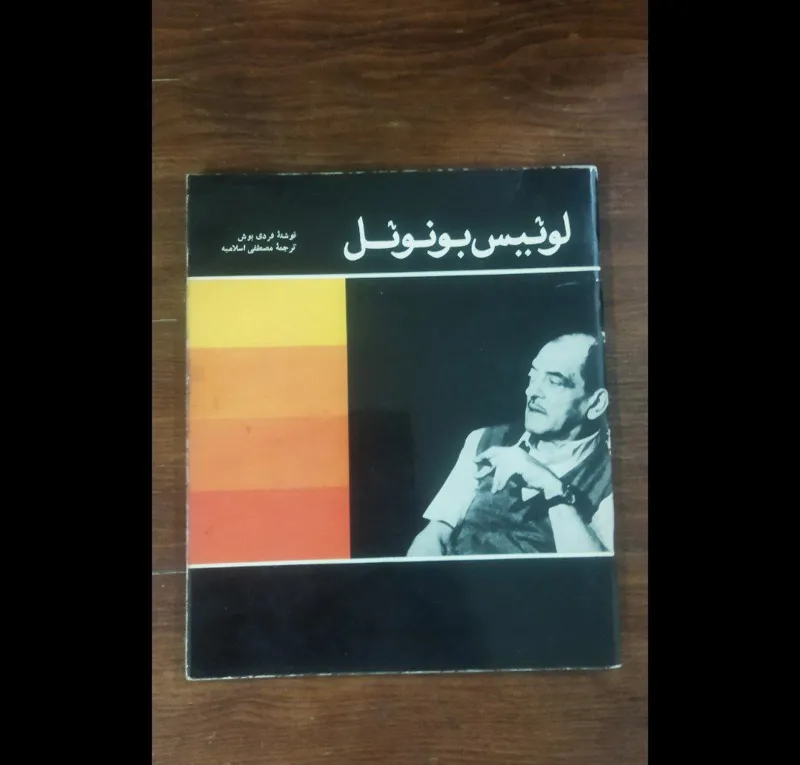 لوئیس بونوئل
نوشتهٔ فردی بوش
ترجمهٔ مصطفی اسلامیه